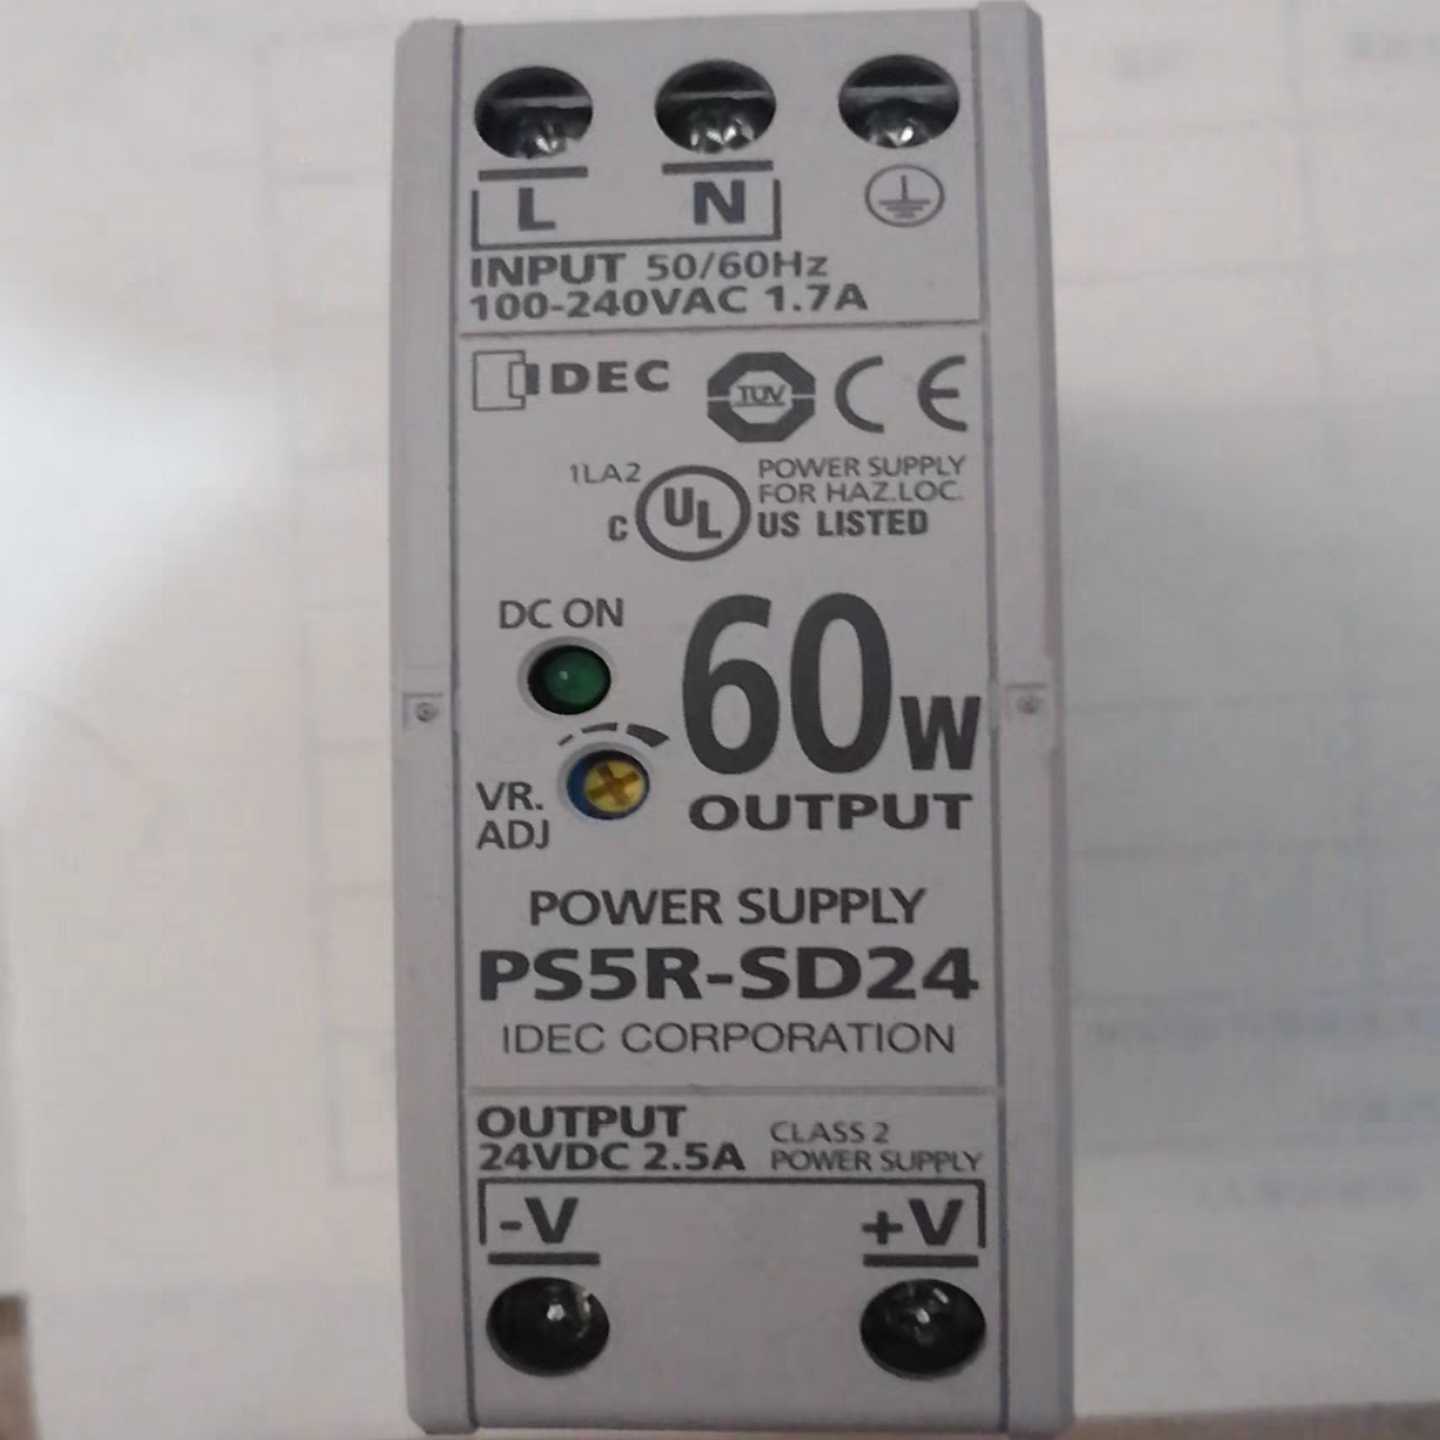 L N
INPUT 50/60Hz
100-240VAC 1.7A
IDEC TÜV CE
1LA2 POWER SUPPLY
FOR HAZ.LOC.
C UL US LISTED
DC ON
60W
VR.
ADJ
OUTPUT
POWER SUPPLY
PS5R-SD24
IDEC CORPORATION
OUTPUT CLASS 2
24VDC 2.5A POWER SUPPLY
-V +V